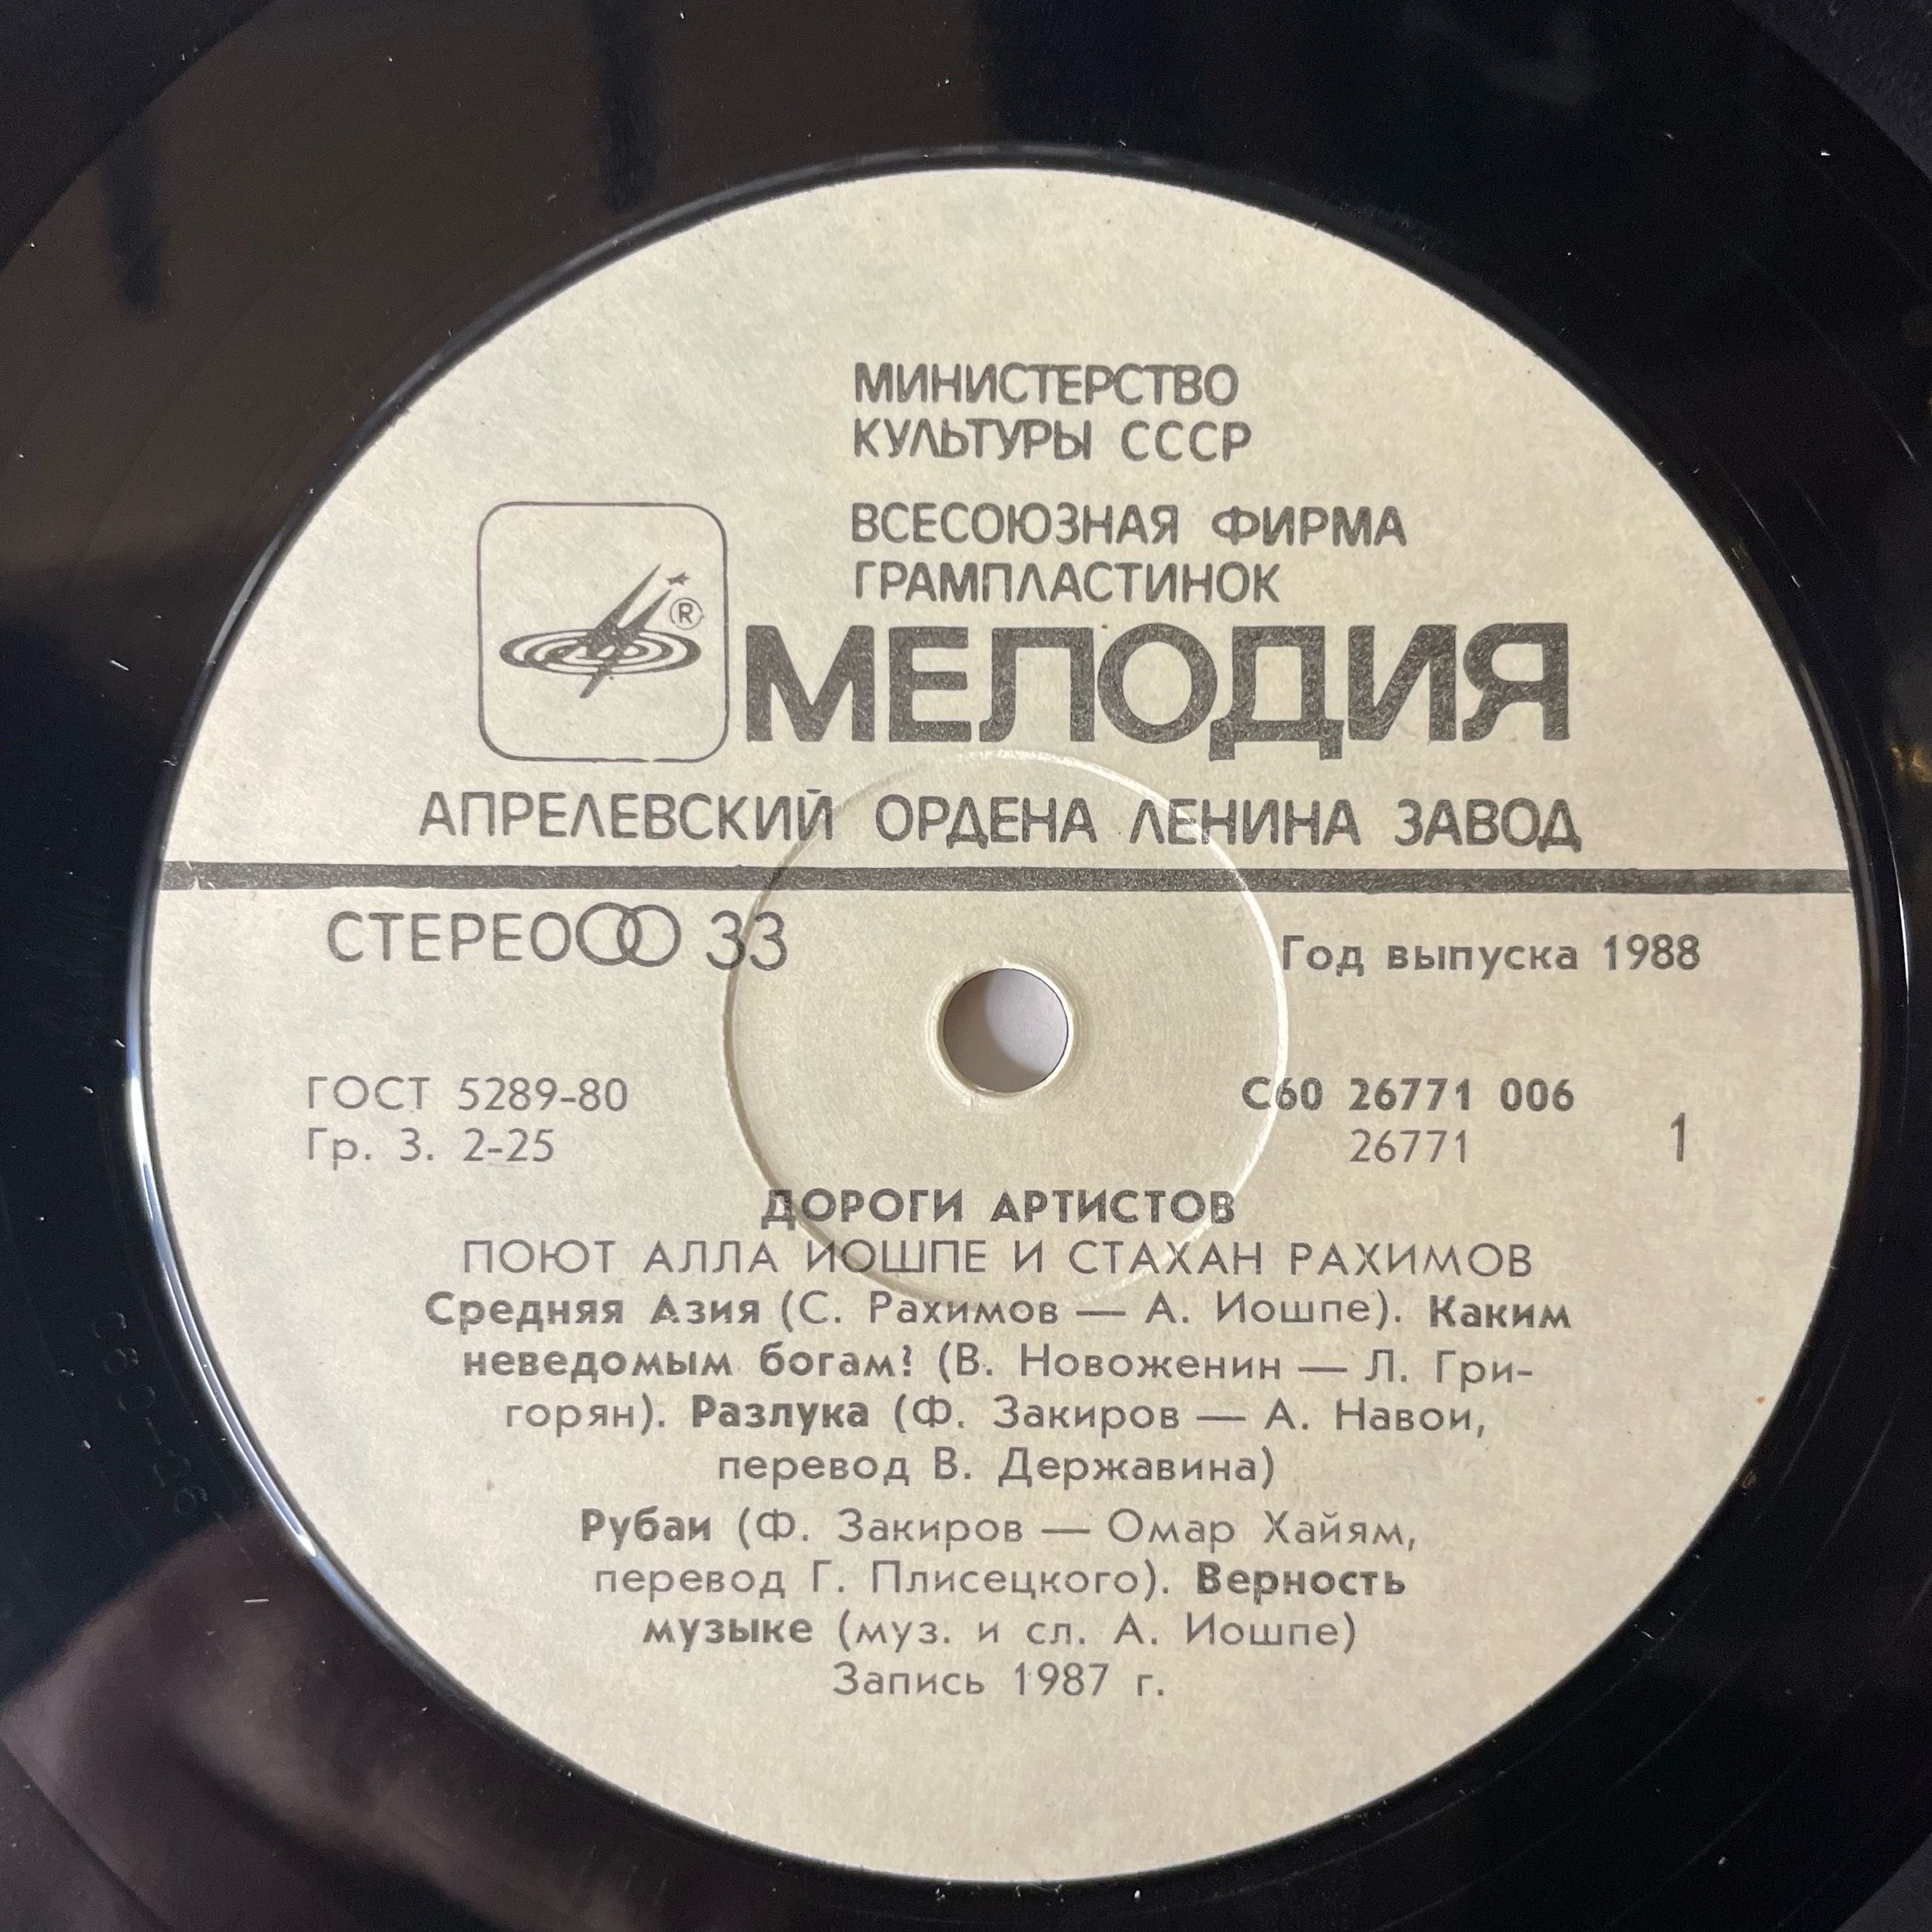 МИНИСТЕРСТВО
КУЛЬТУРЫ СССР
ВСЕСОЮЗНАЯ ФИРМА
ГРАМПЛАСТИНОК
®
МЕЛОДИЯ
АПРЕЛЕВСКИЙ ОРДЕНА ЛЕНИНА ЗАВОД
СТЕРЕО 33
Год выпуска 1988
ГОСТ 5289-80
Гр. 3. 2-25
С60 26771 006
26771
1
ДОРОГИ АРТИСТОВ
ПОЮТ АЛЛА ИОШПЕ И СТАХАН РАХИМОВ
Средняя Азия (С. Рахимов — А. Иошпе). Каким
неведомым богам? (В. Новоженин — Л. Гри-
горян). Разлука (Ф. Закиров — А. Навои,
перевод В. Державина)
Рубаи (Ф. Закиров — Омар Хайям,
перевод Г. Плисецкого). Верность
музыке (муз. и сл. А. Иошпе)
Запись 1987 г.